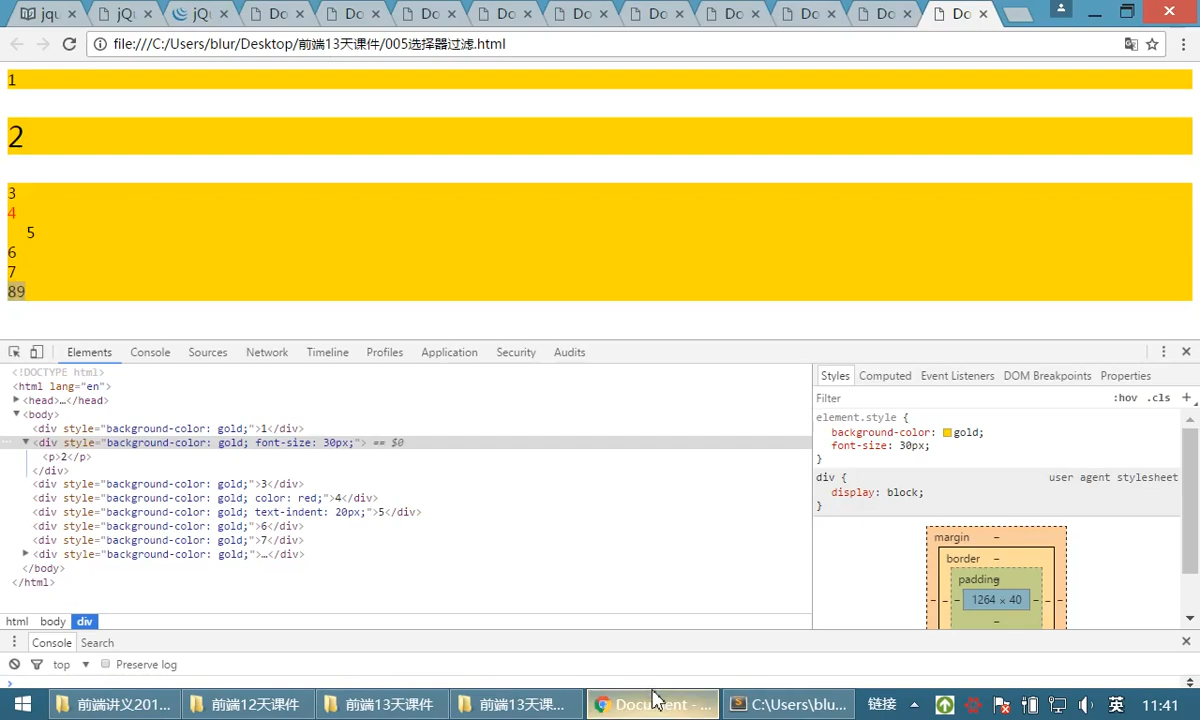 jqu
jQ
jQ
Do
Do
Do
Do
Do
Do
Do
Do
Do
Do
file:///C:/Users/blur/Desktop/前端13天课件/005选择器过滤.html
1
2
3
4
5
6
7
89
Elements Console Sources Network Timeline Profiles Application Security Audits
<!DOCTYPE html>
<html lang="en">
<head>…</head>
<body>
<div style="background-color: gold;">1</div>
<div style="background-color: gold; font-size: 30px;"> == $0
<p>2</p>
</div>
<div style="background-color: gold;">3</div>
<div style="background-color: gold; color: red;">4</div>
<div style="background-color: gold; text-indent: 20px;">5</div>
<div style="background-color: gold;">6</div>
<div style="background-color: gold;">7</div>
<div style="background-color: gold;">…</div>
</body>
</html>
html body div
Styles Computed Event Listeners DOM Breakpoints Properties
Filter :hov .cls +
element.style {
background-color: gold;
font-size: 30px;
}
div { user agent stylesheet
display: block;
}
margin –
border –
padding –
– – – 1264 × 40 – – –
–
Console Search
top Preserve log
前端讲义201... 前端12天课件 前端13天课件 前端13天课... Document - ... C:\Users\blu... 链接 英 11:41